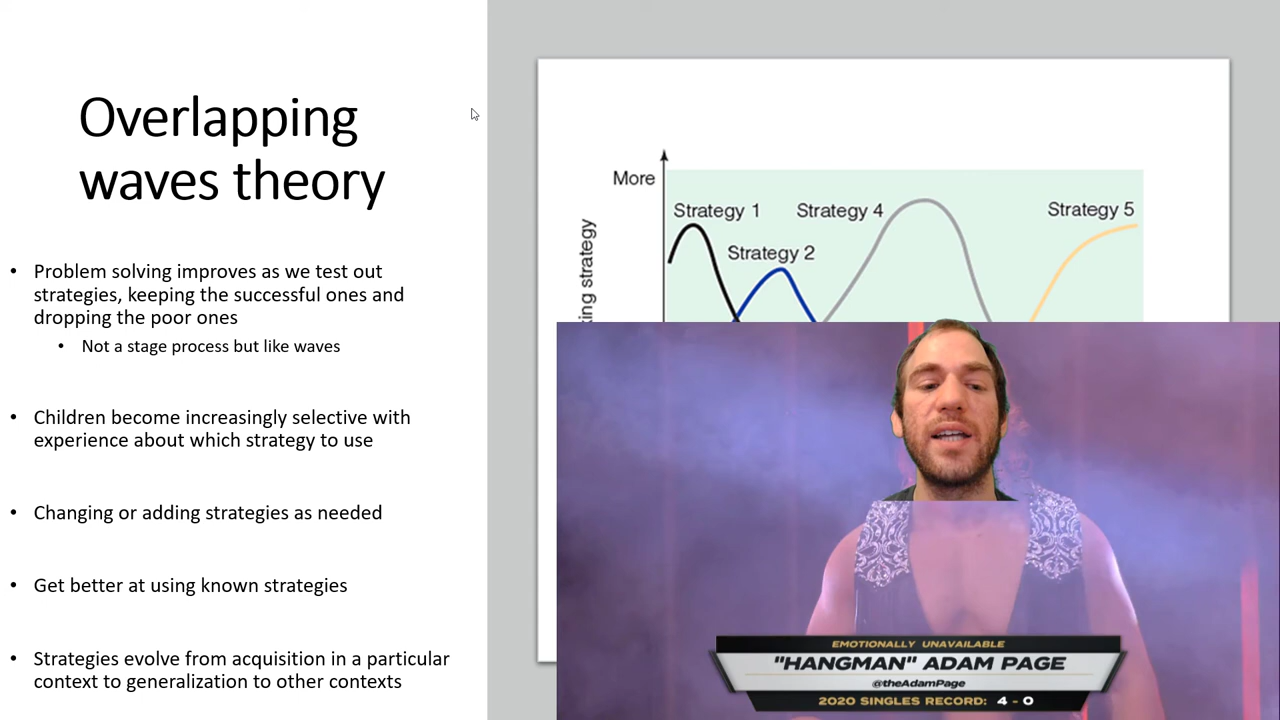 Overlapping
waves theory
• Problem solving improves as we test out
strategies, keeping the successful ones and
dropping the poor ones
• Not a stage process but like waves
• Children become increasingly selective with
experience about which strategy to use
• Changing or adding strategies as needed
• Get better at using known strategies
• Strategies evolve from acquisition in a particular
context to generalization to other contexts
More
Strategy 1
Strategy 4
Strategy 5
Strategy 2
strategy
EMOTIONALLY UNAVAILABLE
"HANGMAN" ADAM PAGE
@theAdamPage
2020 SINGLES RECORD: 4 - 0